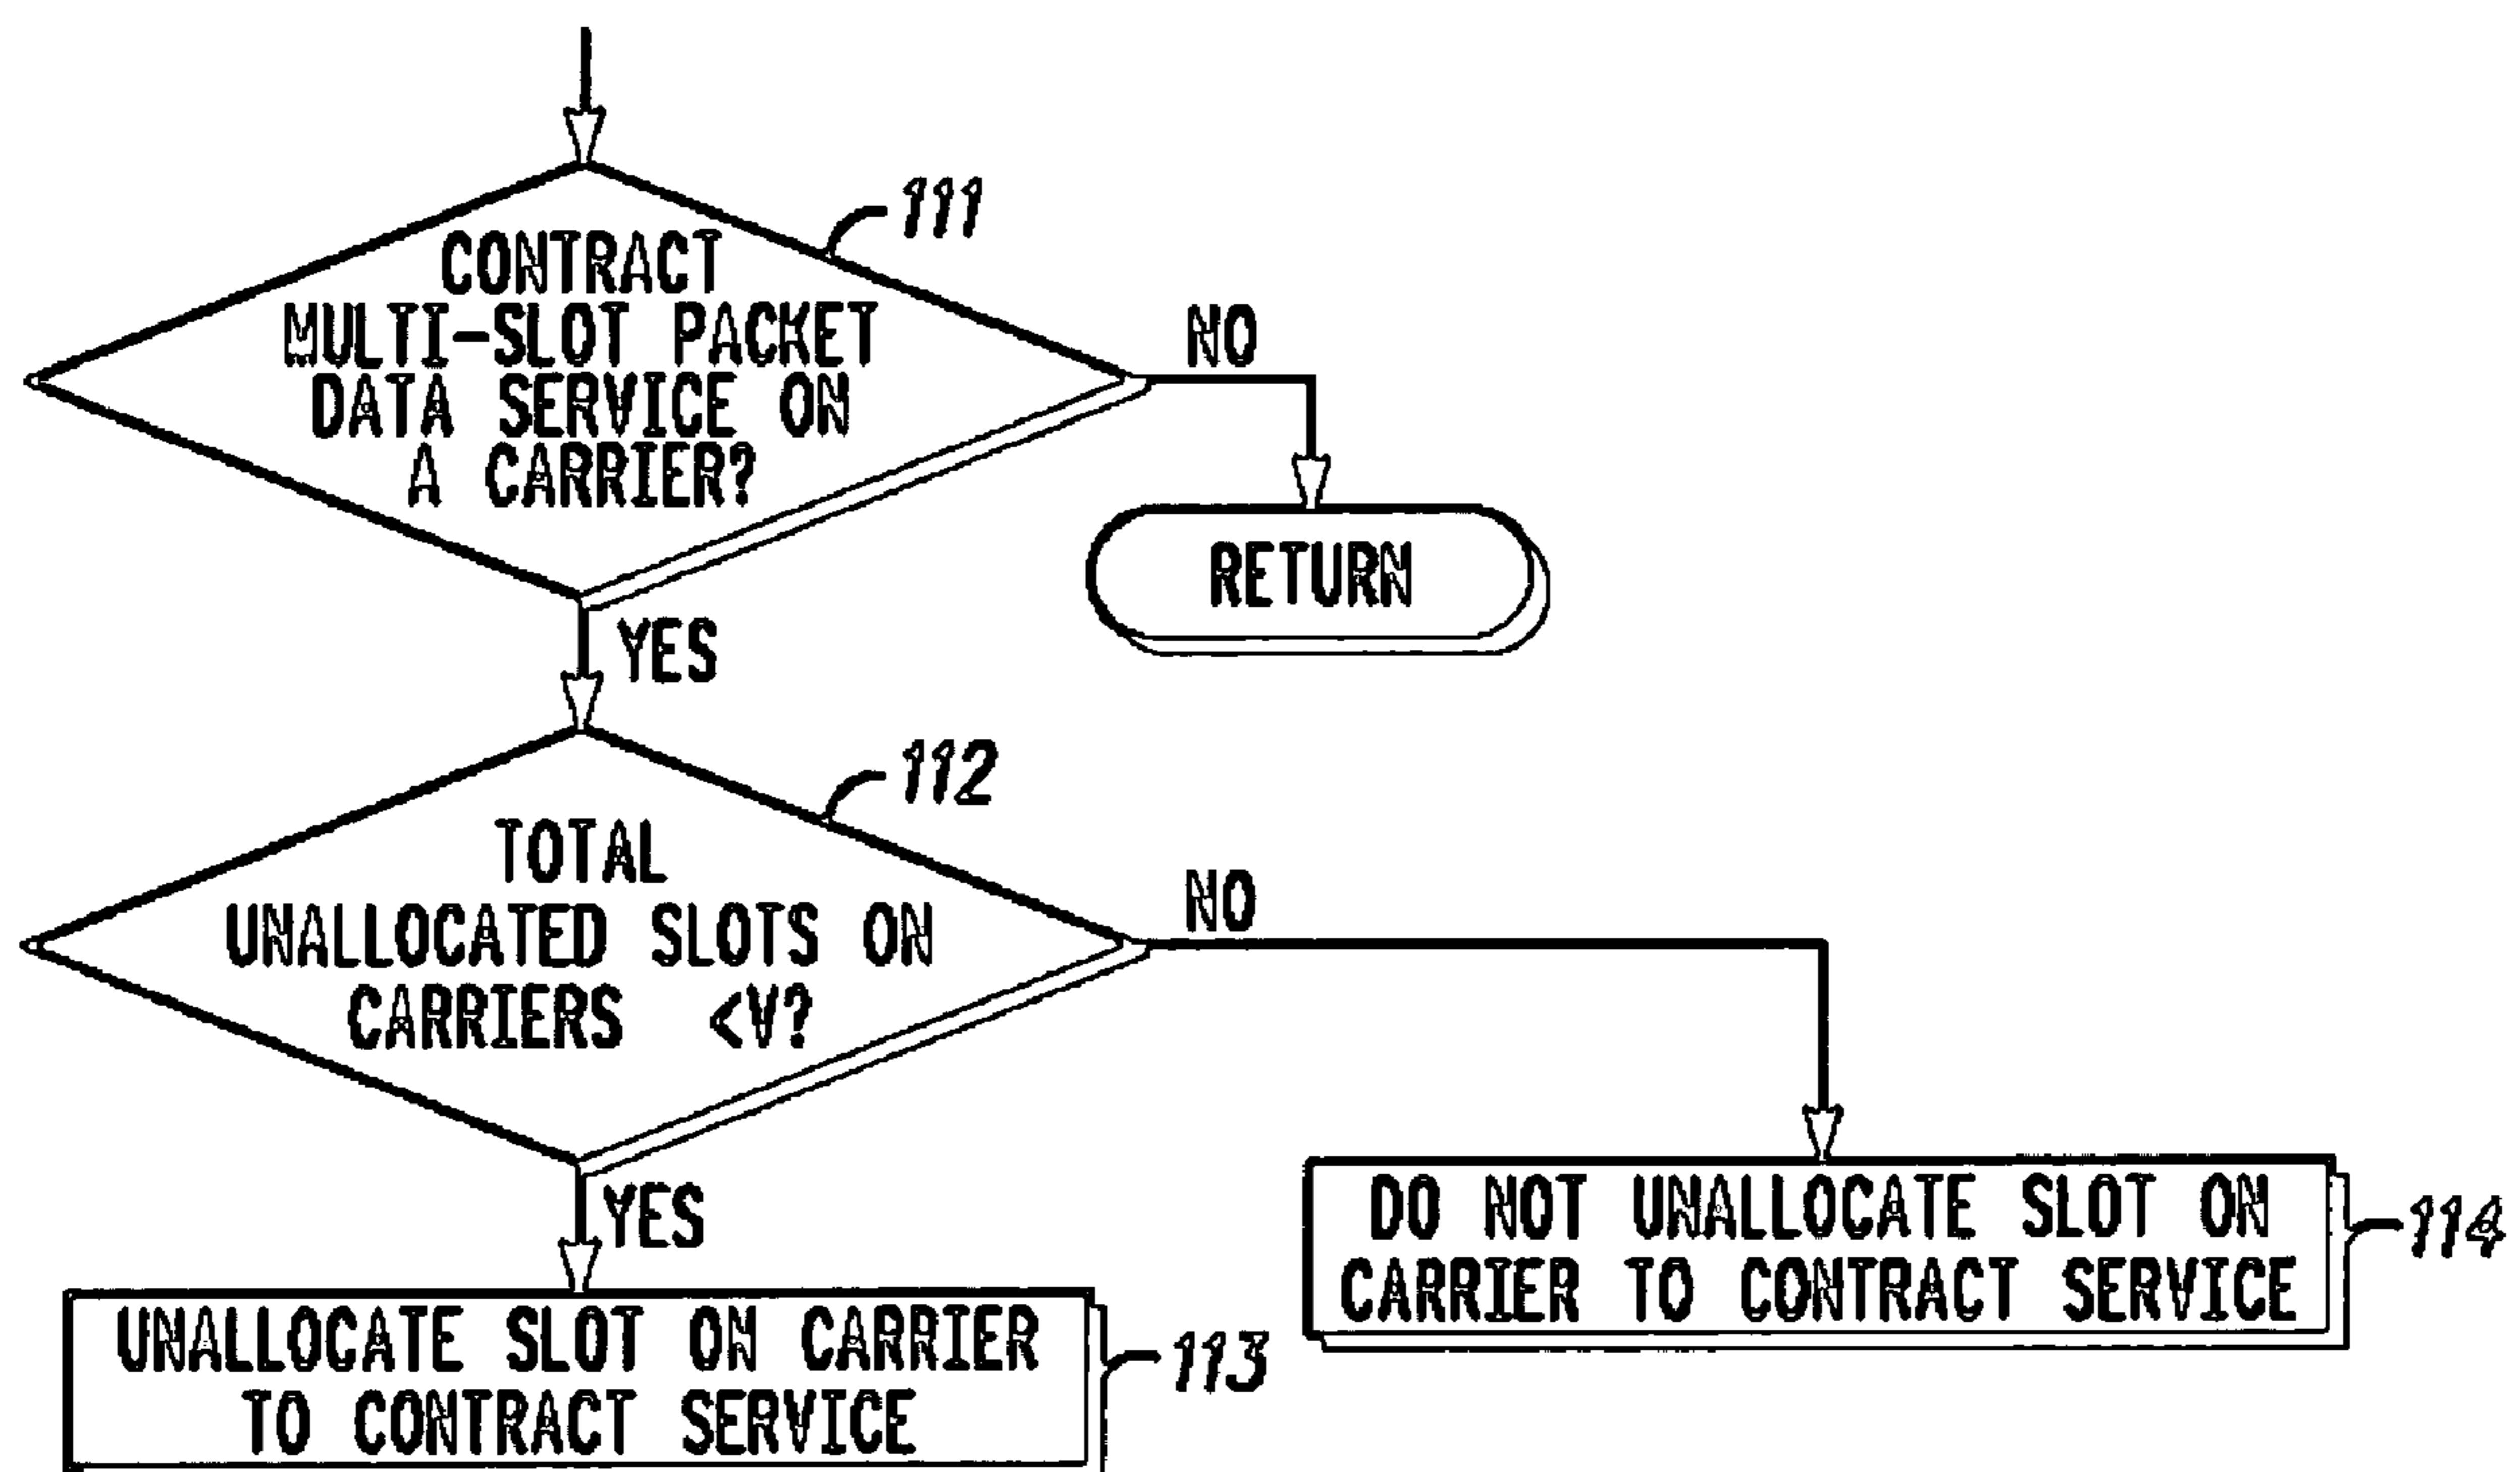 111
CONTRACT
MULTI-SLOT PACKET
DATA SERVICE ON
A CARRIER?
NO
RETURN
YES
112
TOTAL
UNALLOCATED SLOTS ON
CARRIERS <V?
NO
YES
DO NOT UNALLOCATE SLOT ON
CARRIER TO CONTRACT SERVICE
114
UNALLOCATE SLOT ON CARRIER
TO CONTRACT SERVICE
113